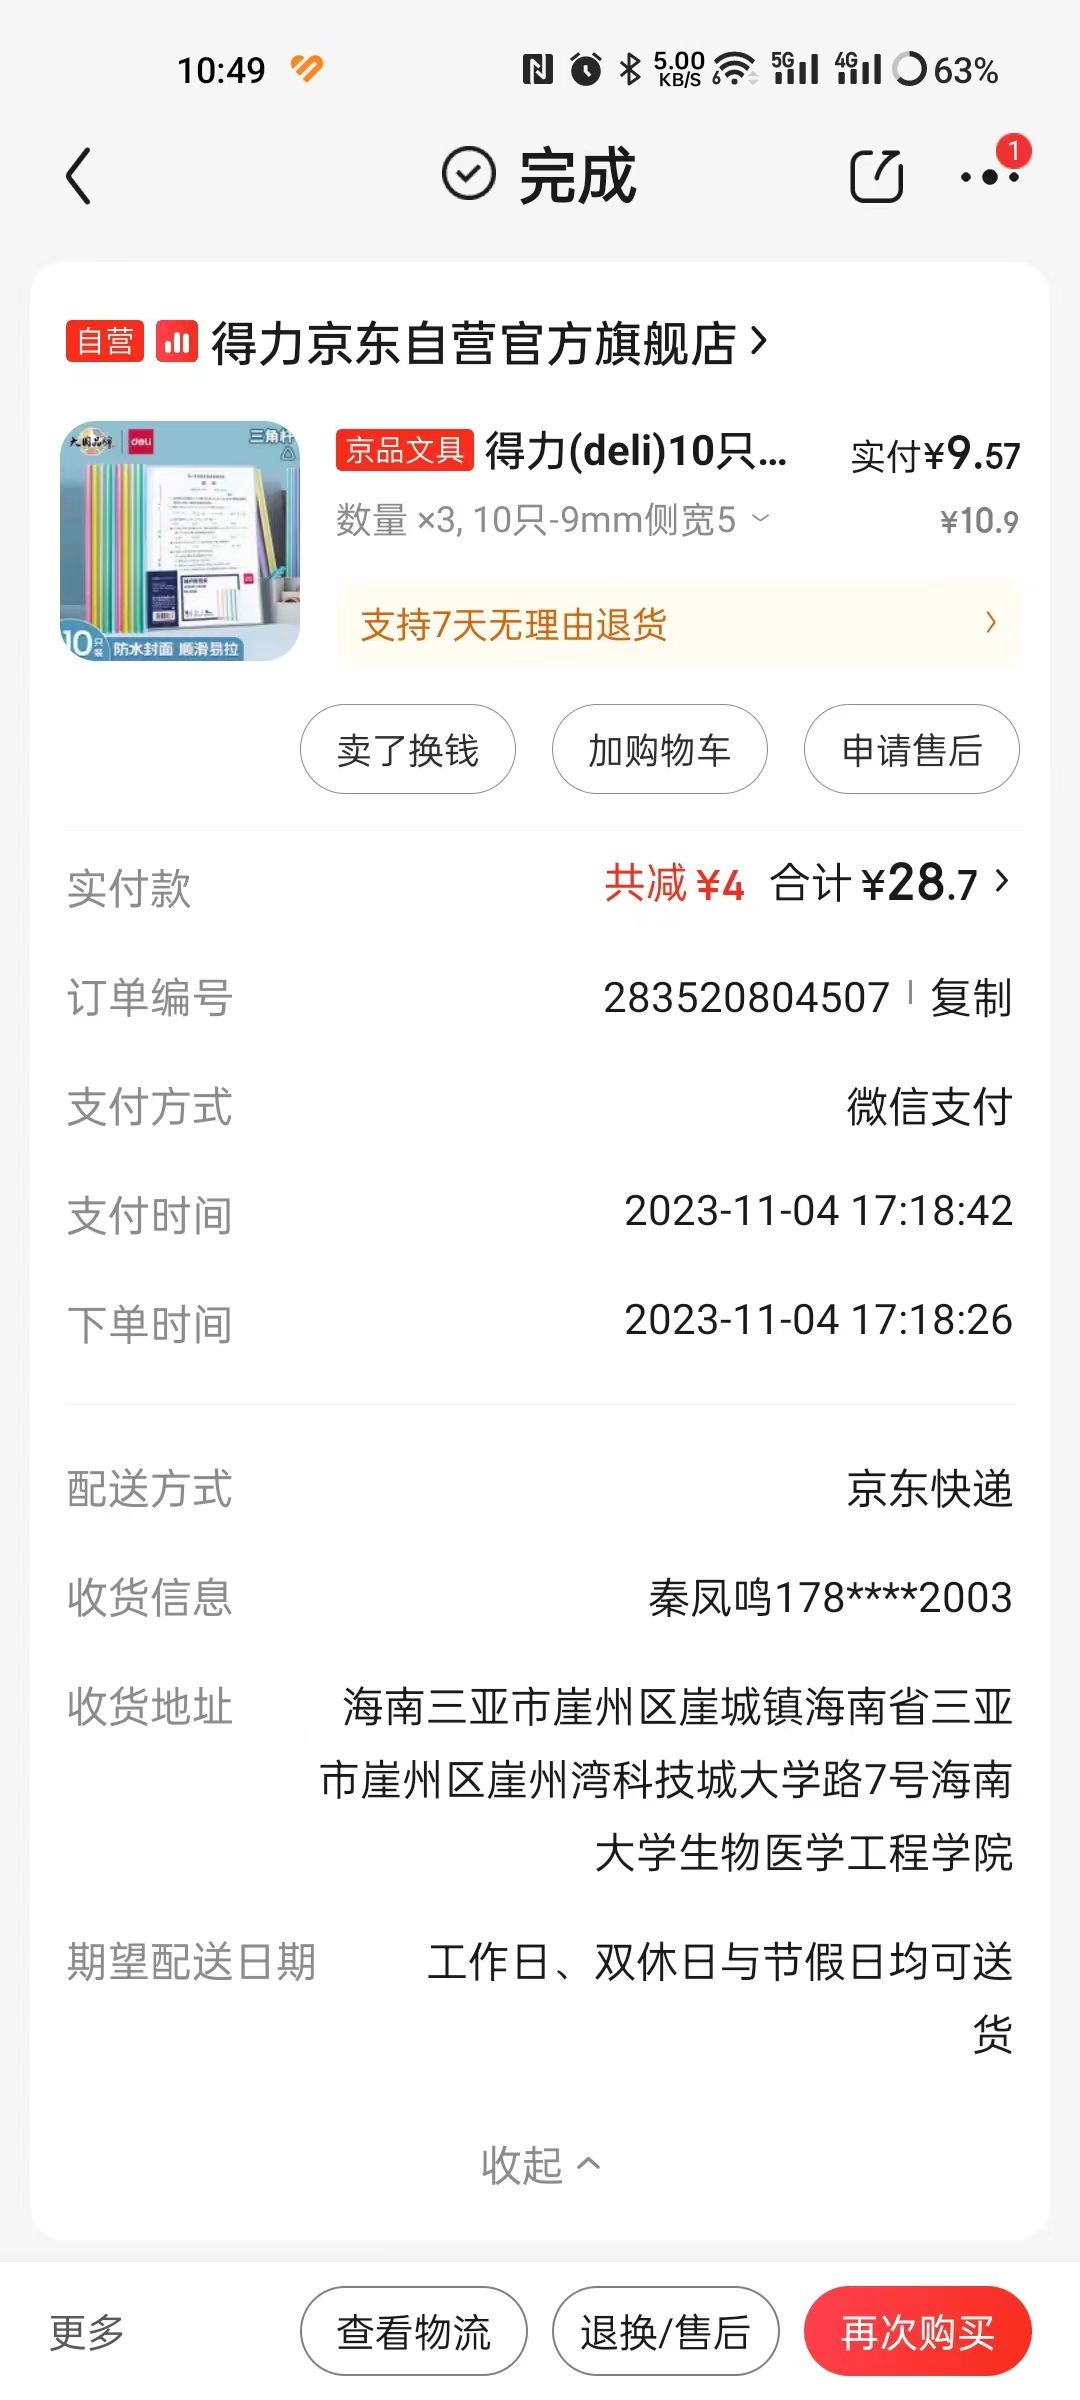 10:49 5.00 KB/S 6 5G 4G 63%
完成 1
自营 得力京东自营官方旗舰店
大国品牌 deli 三角杆
10只装 防水封面 顺滑易拉
京品文具 得力(deli)10只... 实付¥9.57
数量 ×3, 10只-9mm侧宽5 ¥10.9
支持7天无理由退货
卖了换钱 加购物车 申请售后
实付款 共减 ¥4 合计 ¥28.7
订单编号 283520804507 复制
支付方式 微信支付
支付时间 2023-11-04 17:18:42
下单时间 2023-11-04 17:18:26
配送方式 京东快递
收货信息 秦凤鸣178****2003
收货地址 海南三亚市崖州区崖城镇海南省三亚
市崖州区崖州湾科技城大学路7号海南
大学生物医学工程学院
期望配送日期 工作日、双休日与节假日均可送
货
收起
更多 查看物流 退换/售后 再次购买